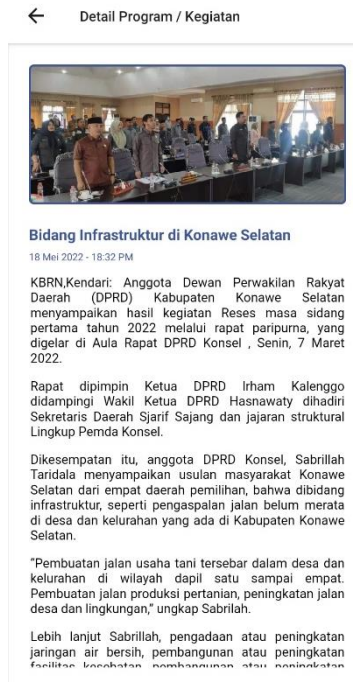 Detail Program / Kegiatan
Bidang Infrastruktur di Konawe Selatan
18 Mei 2022 - 18:32 PM
KBRN,Kendari: Anggota Dewan Perwakilan Rakyat
Daerah (DPRD) Kabupaten Konawe Selatan
menyampaikan hasil kegiatan Reses masa sidang
pertama tahun 2022 melalui rapat paripurna, yang
digelar di Aula Rapat DPRD Konsel , Senin, 7 Maret
2022.
Rapat dipimpin Ketua DPRD Irham Kalenggo
didampingi Wakil Ketua DPRD Hasnawaty dihadiri
Sekretaris Daerah Sjarif Sajang dan jajaran struktural
Lingkup Pemda Konsel.
Dikesempatan itu, anggota DPRD Konsel, Sabrillah
Taridala menyampaikan usulan masyarakat Konawe
Selatan dari empat daerah pemilihan, bahwa dibidang
infrastruktur, seperti pengaspalan jalan belum merata
di desa dan kelurahan yang ada di Kabupaten Konawe
Selatan.
“Pembuatan jalan usaha tani tersebar dalam desa dan
kelurahan di wilayah dapil satu sampai empat.
Pembuatan jalan produksi pertanian, peningkatan jalan
desa dan lingkungan,” ungkap Sabrilah.
Lebih lanjut Sabrillah, pengadaan atau peningkatan
jaringan air bersih, pembangunan atau peningkatan
fasilitas kesehatan, pembangunan atau peningkatan